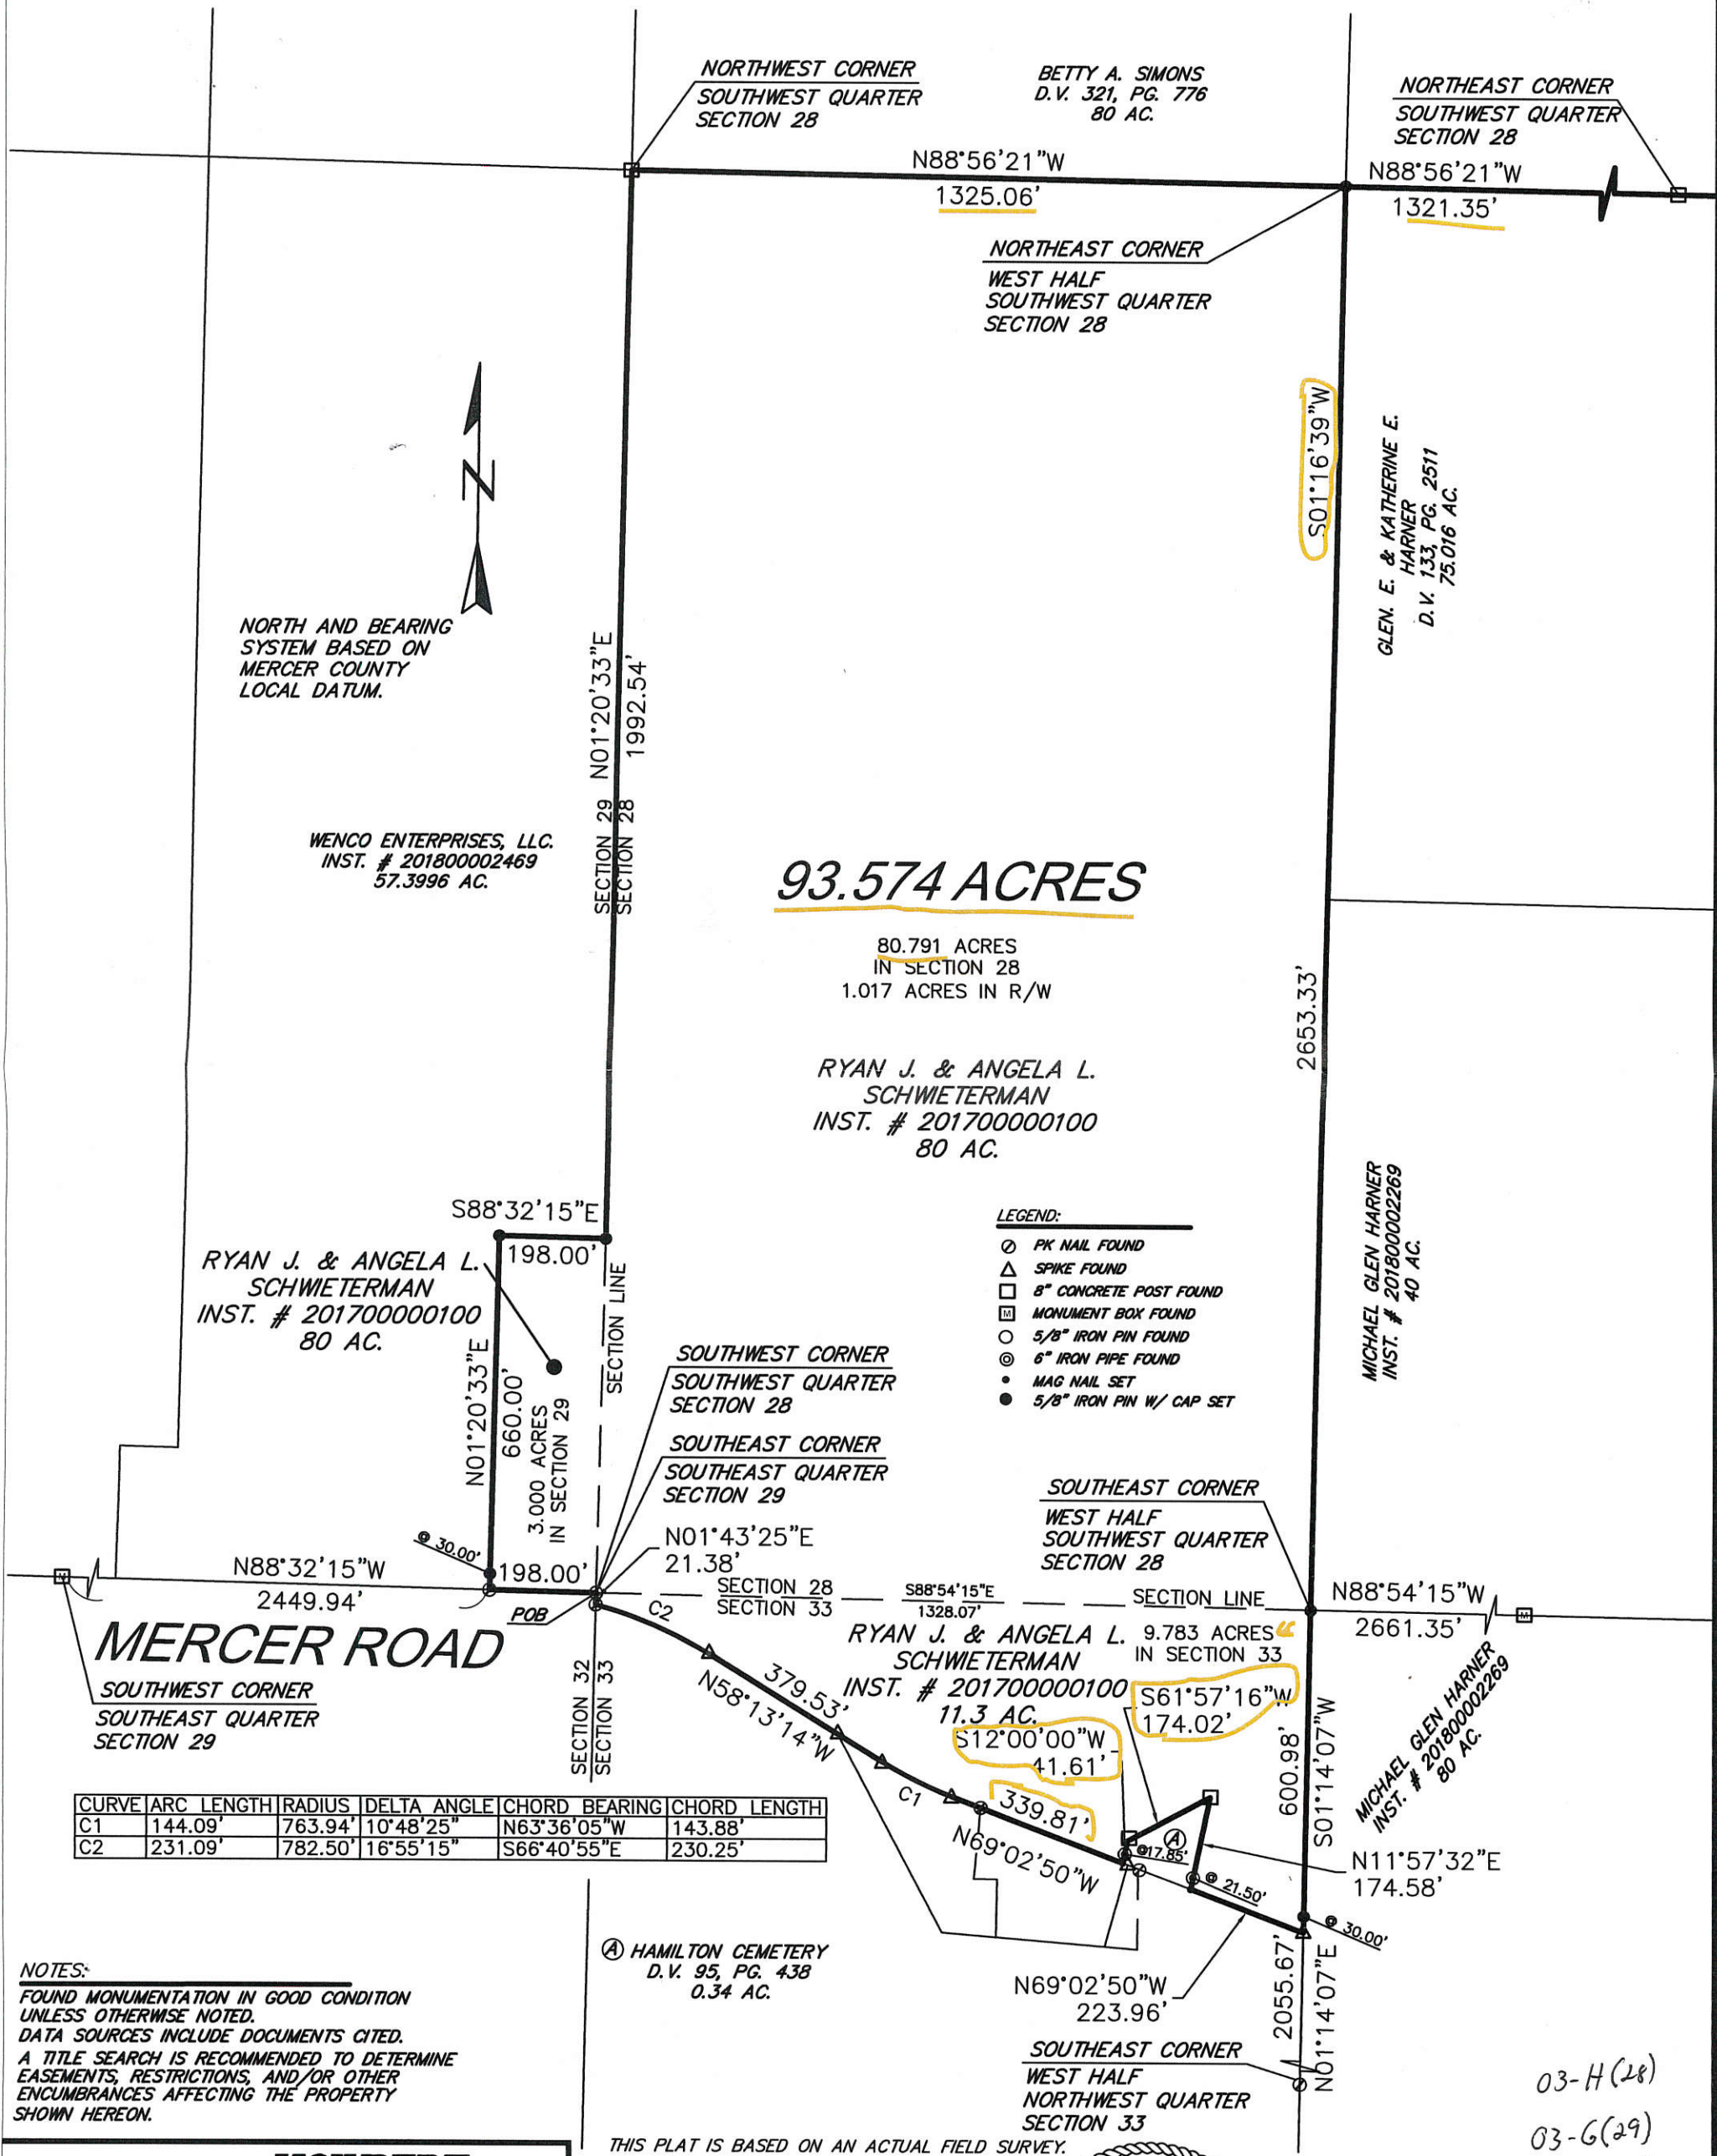 NORTHWEST CORNER
SOUTHWEST QUARTER
SECTION 28
BETTY A. SIMONS
D.V. 321, PG. 776
80 AC.
NORTHEAST CORNER
SOUTHWEST QUARTER
SECTION 28
N88°56'21"W
1325.06'
N88°56'21"W
1321.35'
NORTHEAST CORNER
WEST HALF
SOUTHWEST QUARTER
SECTION 28
S01°16'39"W
2653.33'
GLEN. E. & KATHERINE E.
HARNER
D.V. 133, PG. 2511
75.016 AC.
N
NORTH AND BEARING
SYSTEM BASED ON
MERCER COUNTY
LOCAL DATUM.
N01°20'33"E
1992.54'
SECTION 29
SECTION 28
WENCO ENTERPRISES, LLC.
INST. # 201800002469
57.3996 AC.
93.574 ACRES
80.791 ACRES
IN SECTION 28
1.017 ACRES IN R/W
RYAN J. & ANGELA L.
SCHWIETERMAN
INST. # 201700000100
80 AC.
MICHAEL GLEN HARNER
INST. # 201800002269
40 AC.
S88°32'15"E
198.00'
RYAN J. & ANGELA L.
SCHWIETERMAN
INST. # 201700000100
80 AC.
SECTION LINE
N01°20'33"E
660.00'
3.000 ACRES
IN SECTION 29
LEGEND:
PK NAIL FOUND
SPIKE FOUND
8" CONCRETE POST FOUND
M MONUMENT BOX FOUND
5/8" IRON PIN FOUND
6" IRON PIPE FOUND
MAG NAIL SET
5/8" IRON PIN W/ CAP SET
SOUTHWEST CORNER
SOUTHWEST QUARTER
SECTION 28
SOUTHEAST CORNER
SOUTHEAST QUARTER
SECTION 29
N01°43'25"E
21.38'
SOUTHEAST CORNER
WEST HALF
SOUTHWEST QUARTER
SECTION 28
@ 30.00'
M
N88°32'15"W
2449.94'
198.00'
POB
SECTION 28
SECTION 33
S88°54'15"E
1328.07'
SECTION LINE
N88°54'15"W
2661.35'
M
MERCER ROAD
SOUTHWEST CORNER
SOUTHEAST QUARTER
SECTION 29
SECTION 32
SECTION 33
C2
379.53'
N58°13'14"W
RYAN J. & ANGELA L.
SCHWIETERMAN
INST. # 201700000100
11.3 AC.
9.783 ACRES
IN SECTION 33
S61°57'16"W
174.02'
S12°00'00"W
41.61'
C1
339.81'
N69°02'50"W
A
@17.85'
@ 21.50'
@ 30.00'
600.98'
S01°14'07"W
MICHAEL GLEN HARNER
INST. # 201800002269
80 AC.
N11°57'32"E
174.58'
CURVE ARC LENGTH RADIUS DELTA ANGLE CHORD BEARING CHORD LENGTH
C1 144.09' 763.94' 10°48'25" N63°36'05"W 143.88'
C2 231.09' 782.50' 16°55'15" S66°40'55"E 230.25'
A HAMILTON CEMETERY
D.V. 95, PG. 438
0.34 AC.
N69°02'50"W
223.96'
2055.67'
N01°14'07"E
SOUTHEAST CORNER
WEST HALF
NORTHWEST QUARTER
SECTION 33
NOTES:
FOUND MONUMENTATION IN GOOD CONDITION
UNLESS OTHERWISE NOTED.
DATA SOURCES INCLUDE DOCUMENTS CITED.
A TITLE SEARCH IS RECOMMENDED TO DETERMINE
EASEMENTS, RESTRICTIONS, AND/OR OTHER
ENCUMBRANCES AFFECTING THE PROPERTY
SHOWN HEREON.
03-H(28)
03-G(29)
THIS PLAT IS BASED ON AN ACTUAL FIELD SURVEY.